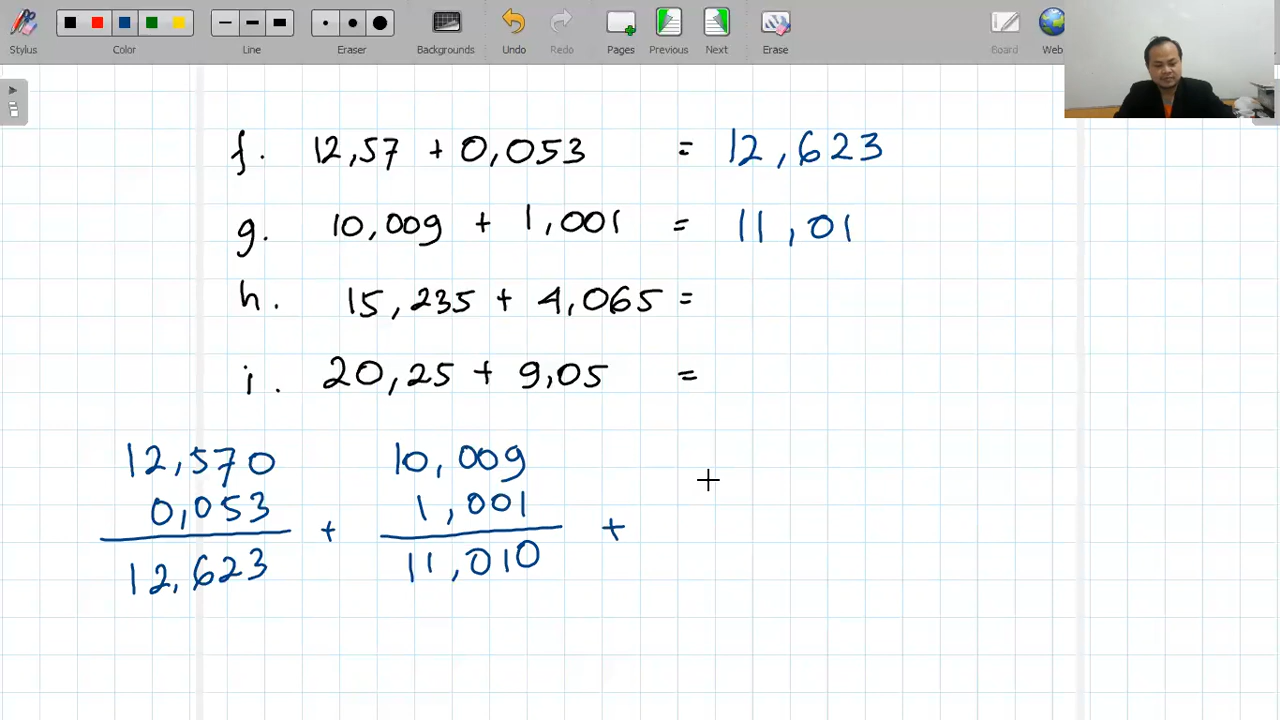 Stylus Color Line Eraser Backgrounds Undo Redo Pages Previous Next Erase Board Web
f. 12,57 + 0,053 = 12,623
g. 10,009 + 1,001 = 11,01
h. 15,235 + 4,065 =
i. 20,25 + 9,05 =
12,570 10,009
0,053 + 1,001 +
12,623 11,010